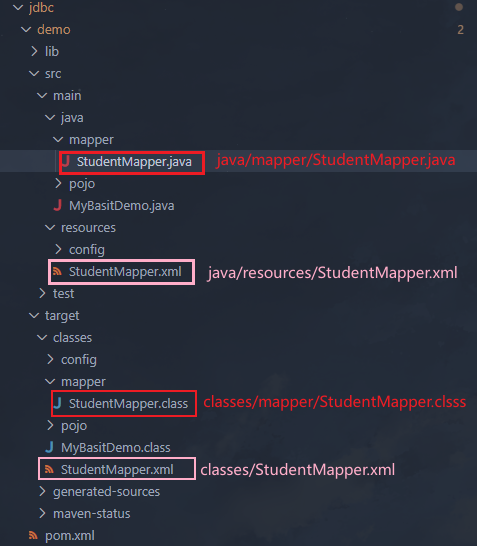 jdbc
demo 2
lib
src
main
java
mapper
StudentMapper.java java/mapper/StudentMapper.java
pojo
MyBasitDemo.java
resources
config
StudentMapper.xml java/resources/StudentMapper.xml
test
target
classes
config
mapper
StudentMapper.class classes/mapper/StudentMapper.clsss
pojo
MyBasitDemo.class
StudentMapper.xml classes/StudentMapper.xml
generated-sources
maven-status
pom.xml